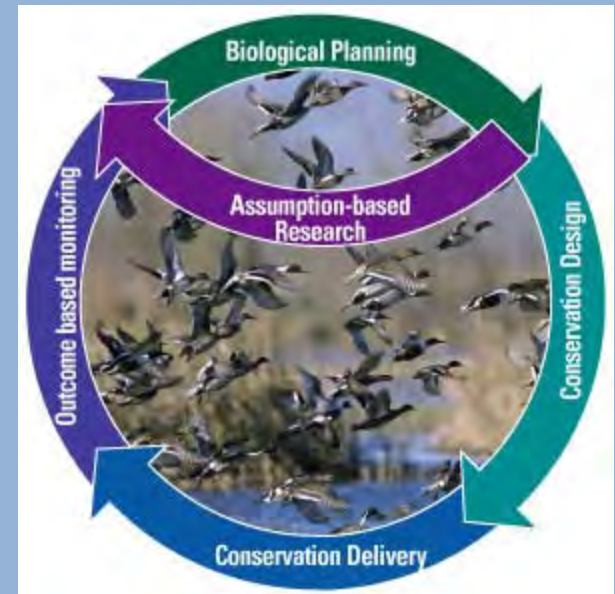 Biological Planning
Assumption-based
Research
Conservation Design
Conservation Delivery
Outcome based monitoring